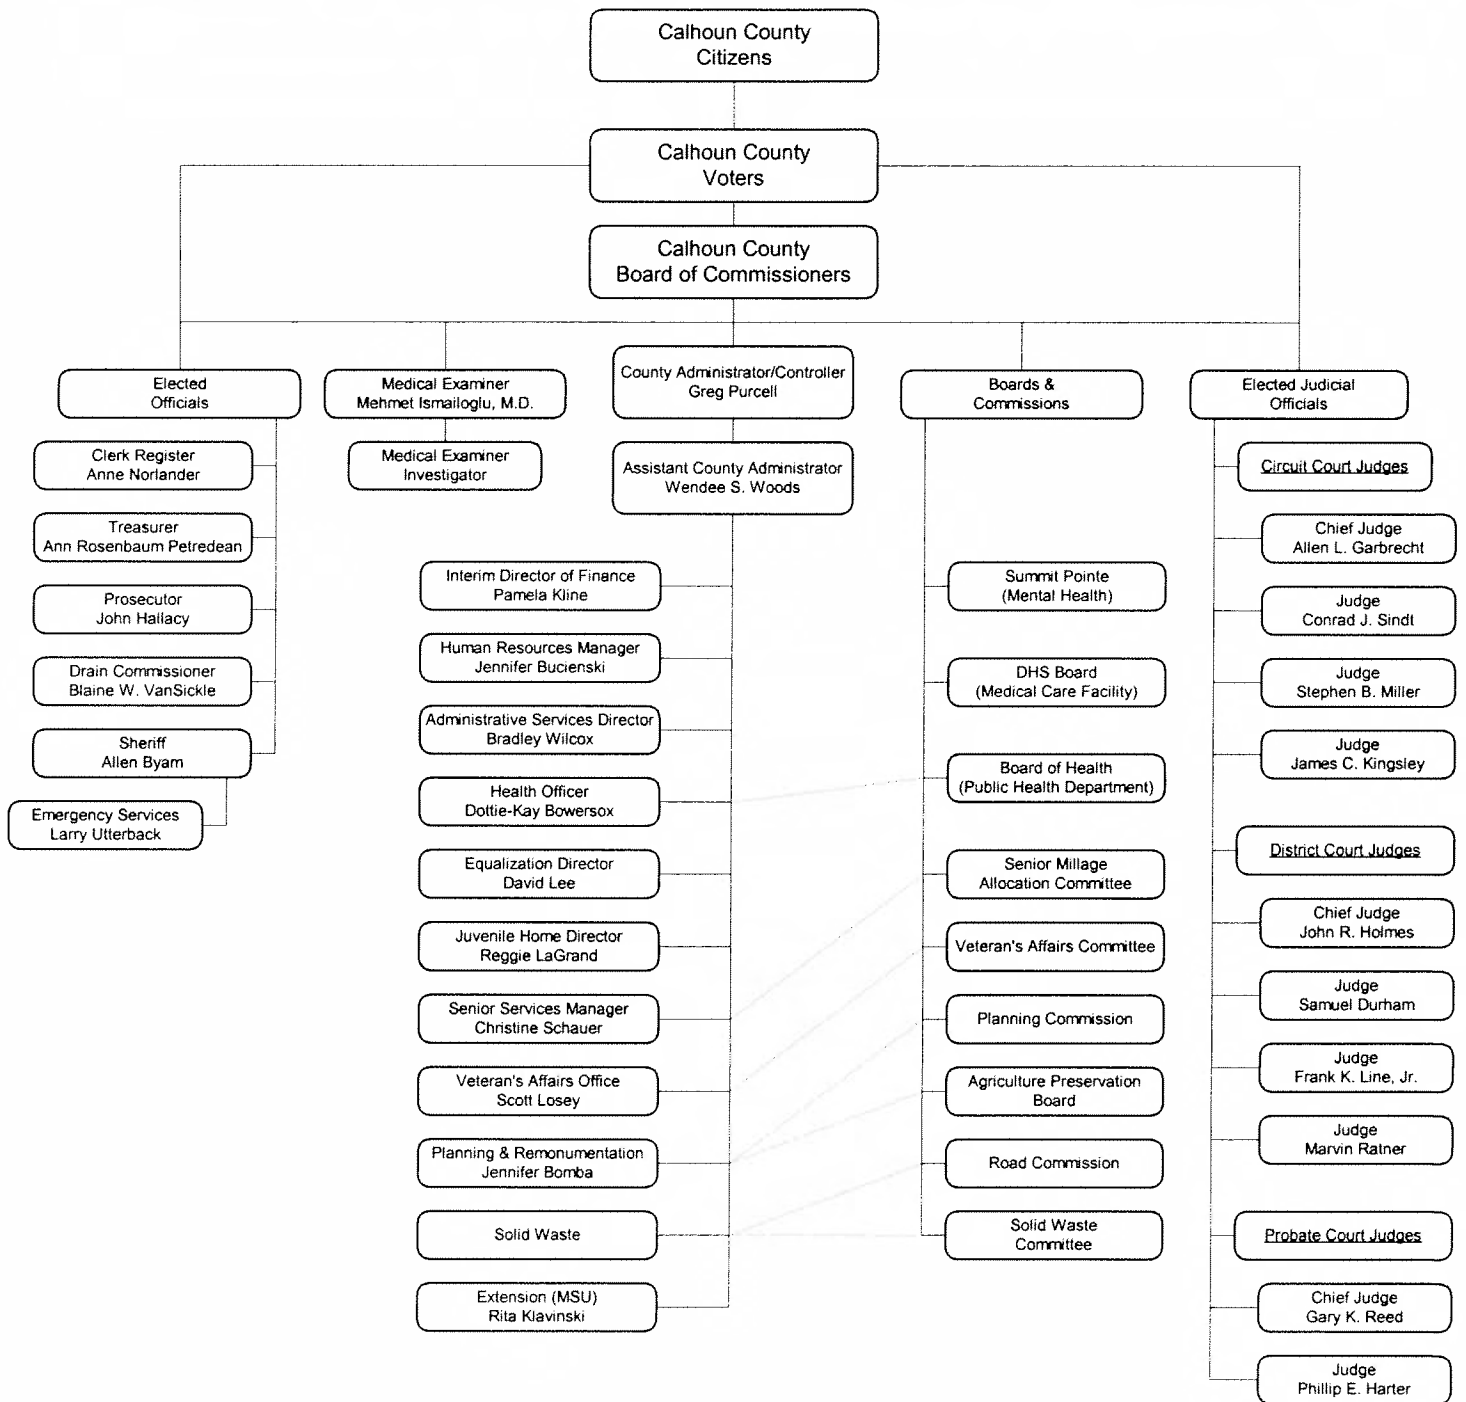 Calhoun County
Citizens
Calhoun County
Voters
Calhoun County
Board of Commissioners
Elected
Officials
Clerk Register
Anne Norlander
Treasurer
Ann Rosenbaum Petredean
Prosecutor
John Hallacy
Drain Commissioner
Blaine W. VanSickle
Sheriff
Allen Byam
Emergency Services
Larry Utterback
Medical Examiner
Mehmet Ismailoglu, M.D.
Medical Examiner
Investigator
County Administrator/Controller
Greg Purcell
Assistant County Administrator
Wendee S. Woods
Interim Director of Finance
Pamela Kline
Human Resources Manager
Jennifer Bucienski
Administrative Services Director
Bradley Wilcox
Health Officer
Dottie-Kay Bowersox
Equalization Director
David Lee
Juvenile Home Director
Reggie LaGrand
Senior Services Manager
Christine Schauer
Veteran's Affairs Office
Scott Losey
Planning & Remonumentation
Jennifer Bomba
Solid Waste
Extension (MSU)
Rita Klavinski
Boards &
Commissions
Summit Pointe
(Mental Health)
DHS Board
(Medical Care Facility)
Board of Health
(Public Health Department)
Senior Millage
Allocation Committee
Veteran's Affairs Committee
Planning Commission
Agriculture Preservation
Board
Road Commission
Solid Waste
Committee
Elected Judicial
Officials
Circuit Court Judges
Chief Judge
Allen L. Garbrecht
Judge
Conrad J. Sindt
Judge
Stephen B. Miller
Judge
James C. Kingsley
District Court Judges
Chief Judge
John R. Holmes
Judge
Samuel Durham
Judge
Frank K. Line, Jr.
Judge
Marvin Ratner
Probate Court Judges
Chief Judge
Gary K. Reed
Judge
Phillip E. Harter